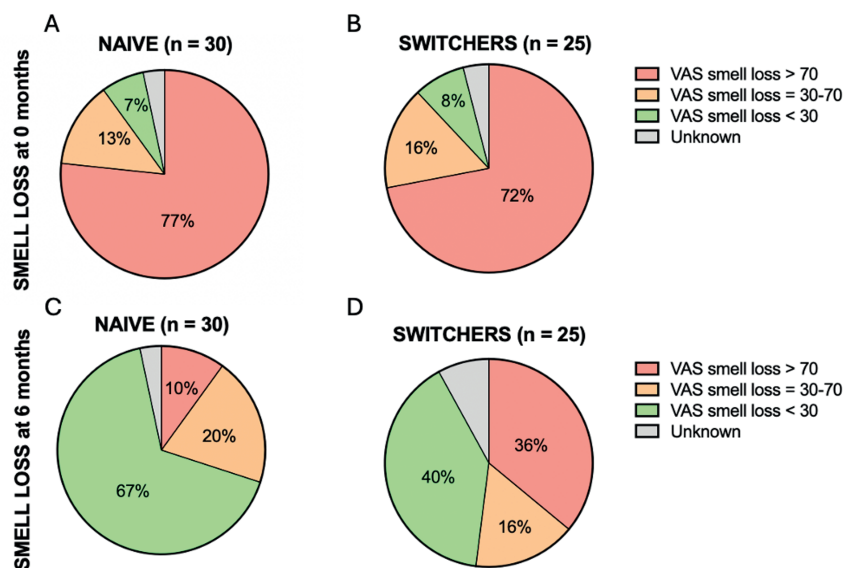 A
NAIVE (n = 30)
7%
13%
77%
B
SWITCHERS (n = 25)
8%
16%
72%
VAS smell loss > 70
VAS smell loss = 30-70
VAS smell loss < 30
Unknown
SMELL LOSS at 0 months
C
NAIVE (n = 30)
10%
20%
67%
D
SWITCHERS (n = 25)
36%
40%
16%
VAS smell loss > 70
VAS smell loss = 30-70
VAS smell loss < 30
Unknown
SMELL LOSS at 6 months